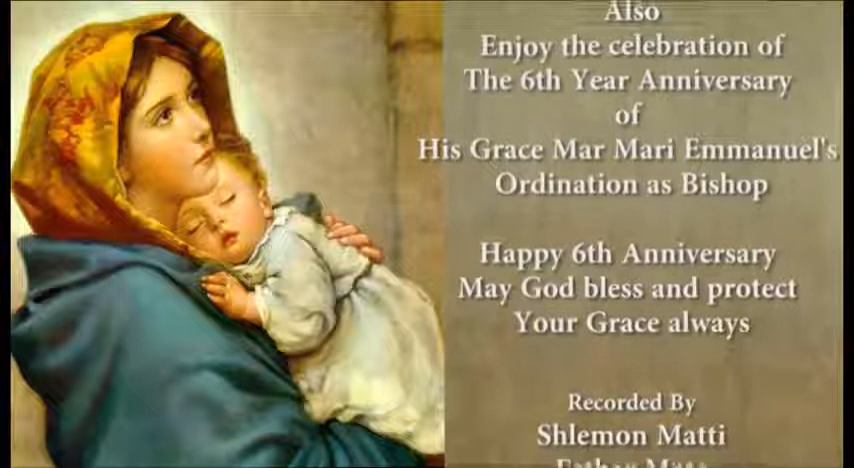 Also
Enjoy the celebration of
The 6th Year Anniversary
of
His Grace Mar Mari Emmanuel's
Ordination as Bishop
Happy 6th Anniversary
May God bless and protect
Your Grace always
Recorded By
Shlemon Matti